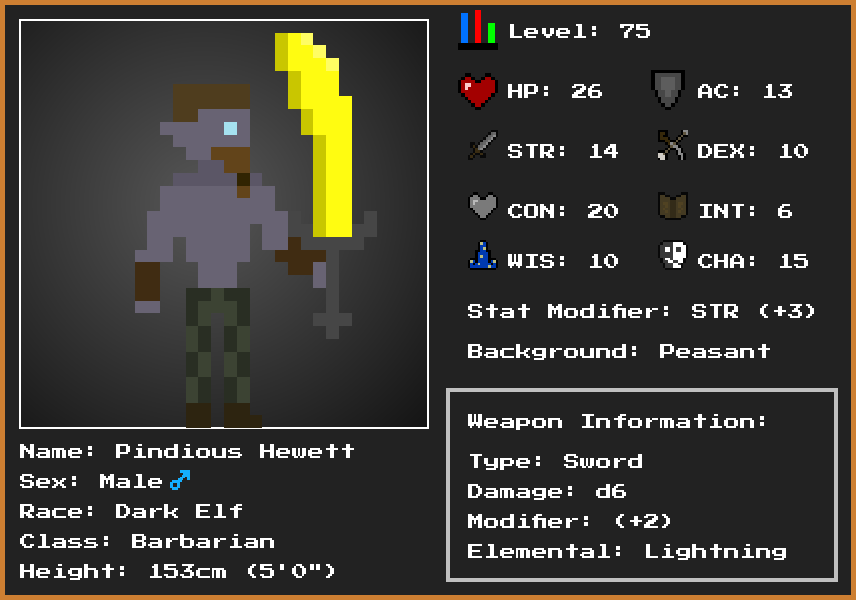 Level: 75
HP: 26
AC: 13
STR: 14
DEX: 10
CON: 20
INT: 6
WIS: 10
CHA: 15
Stat Modifier: STR (+3)
Background: Peasant
Weapon Information:
Type: Sword
Damage: d6
Modifier: (+2)
Elemental: Lightning
Name: Pindious Hewett
Sex: Male♂
Race: Dark Elf
Class: Barbarian
Height: 153cm (5'0")